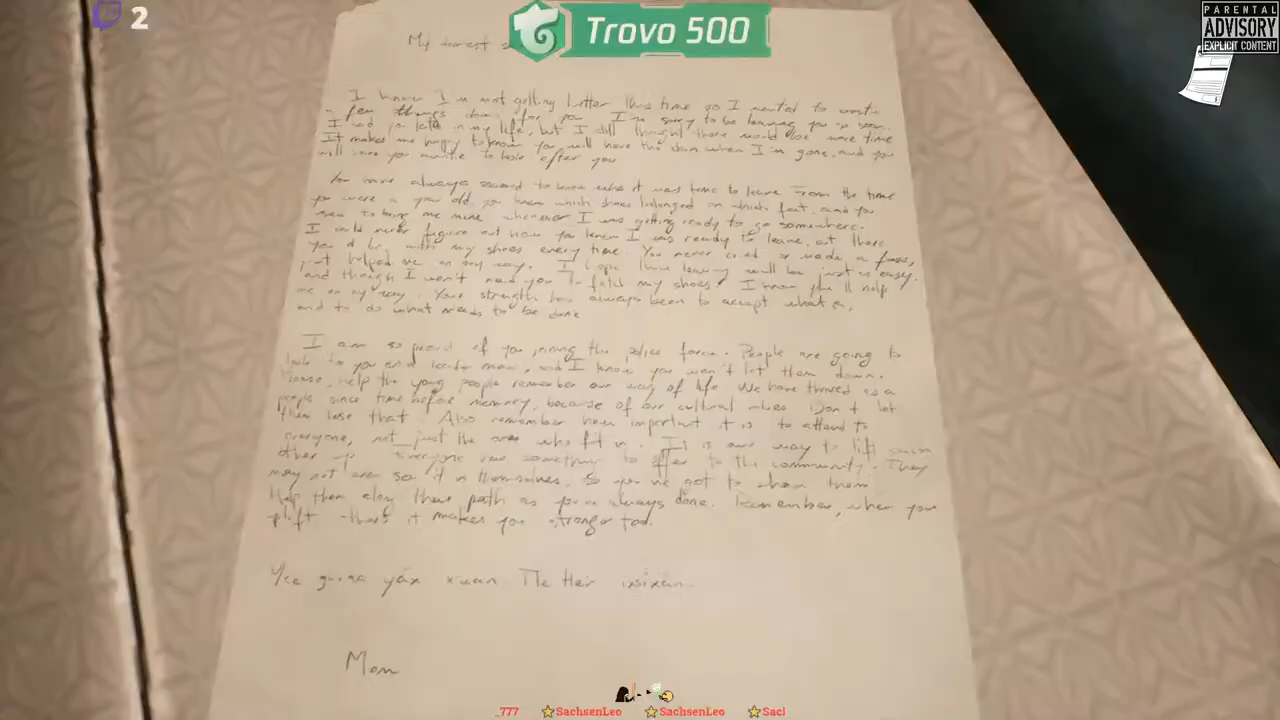 2
Trovo 500
PARENTAL
ADVISORY
EXPLICIT CONTENT
My dearest
I know I'm not getting better this time so I wanted to write
a few things down for you. I'm sorry to be leaving you so soon.
I had you late in my life, but I still thought there would be more time
It makes me happy to know you will have the dam when I'm gone, and you
will have your auntie to look after you
You have always seemed to know when it was time to leave From the time
you were a year old, you knew which shoes belonged on which feet, and you
used to bring me mine whenever I was getting ready to go somewhere.
I could never figure out how you knew I was ready to leave, but there
you'd be with my shoes every time. You never cried or made a fuss,
just helped me on my way. I hope this leaving will be just as easy.
and though I won't need you to fetch my shoes, I know you'll help
me on my way. Your strength has always been to accept what is,
and to do what needs to be done
I am so proud of you joining the police force. People are going to
look to you and leader now, and I know you won't let them down.
Please, help the young people remember our way of life We have thrived as a
people since time before memory, because of our cultural values Don't let
them lose that. Also remember how important it is to attend to
everyone, not just the ones who fit in. It is our way to lift each
other up Everyone has something to offer to the community. They
may not even see it in themselves. So you've got to show them
Help them along their path as you've always done. Remember, when you
uplift others it makes you stronger too.
yáx xwan
Mom
777 SachsenLeo SachsenLeo Sacl